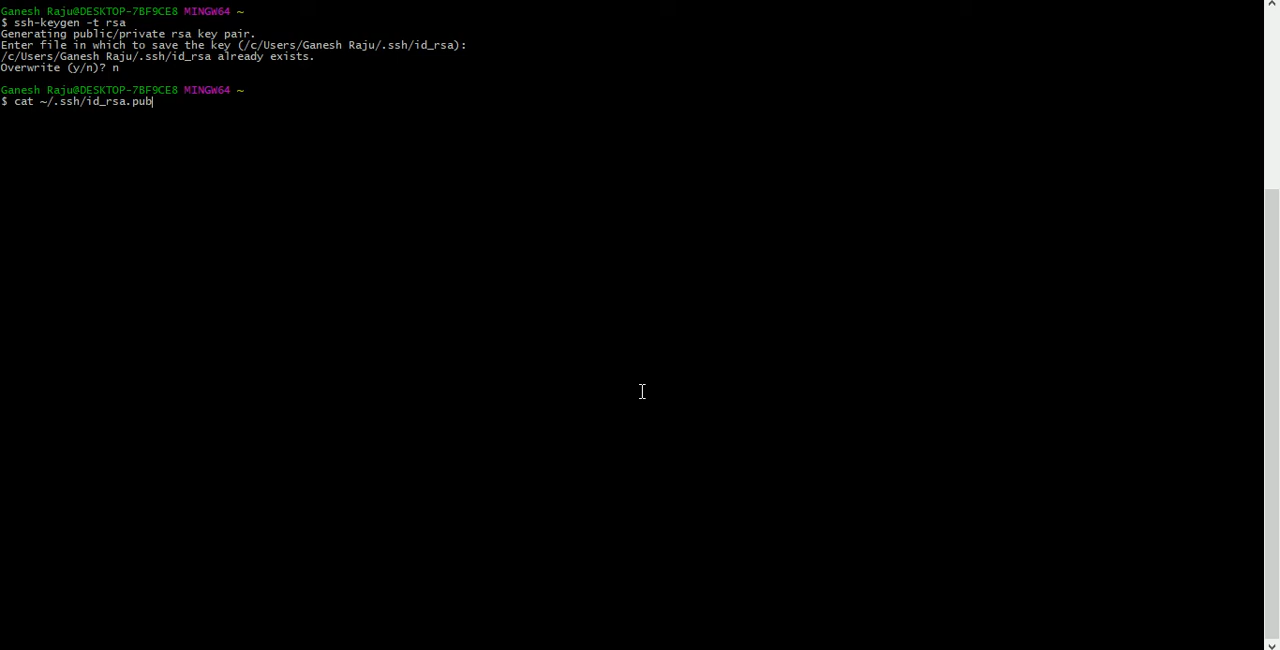 Ganesh Raju@DESKTOP-7BF9CE8 MINGW64 ~
$ ssh-keygen -t rsa
Generating public/private rsa key pair.
Enter file in which to save the key (/c/Users/Ganesh Raju/.ssh/id_rsa):
/c/Users/Ganesh Raju/.ssh/id_rsa already exists.
Overwrite (y/n)? n
Ganesh Raju@DESKTOP-7BF9CE8 MINGW64 ~
$ cat ~/.ssh/id_rsa.pub